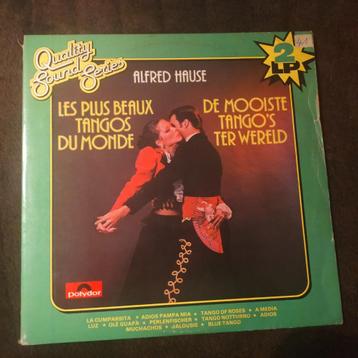 Quality
Sound Series
2
LP
ALFRED HAUSE
LES PLUS BEAUX
TANGOS
DU MONDE
DE MOOISTE
TANGO'S
TER WERELD
Polydor
LA CUMPARSITA • ADIOS PAMPA MIA • TANGO OF ROSES • A MEDIA
LUZ • OLÉ GUAPA • PERLENFISCHER • TANGO NOTTURNO • ADIOS
MUCHACHOS • JALOUSIE • BLUE TANGO